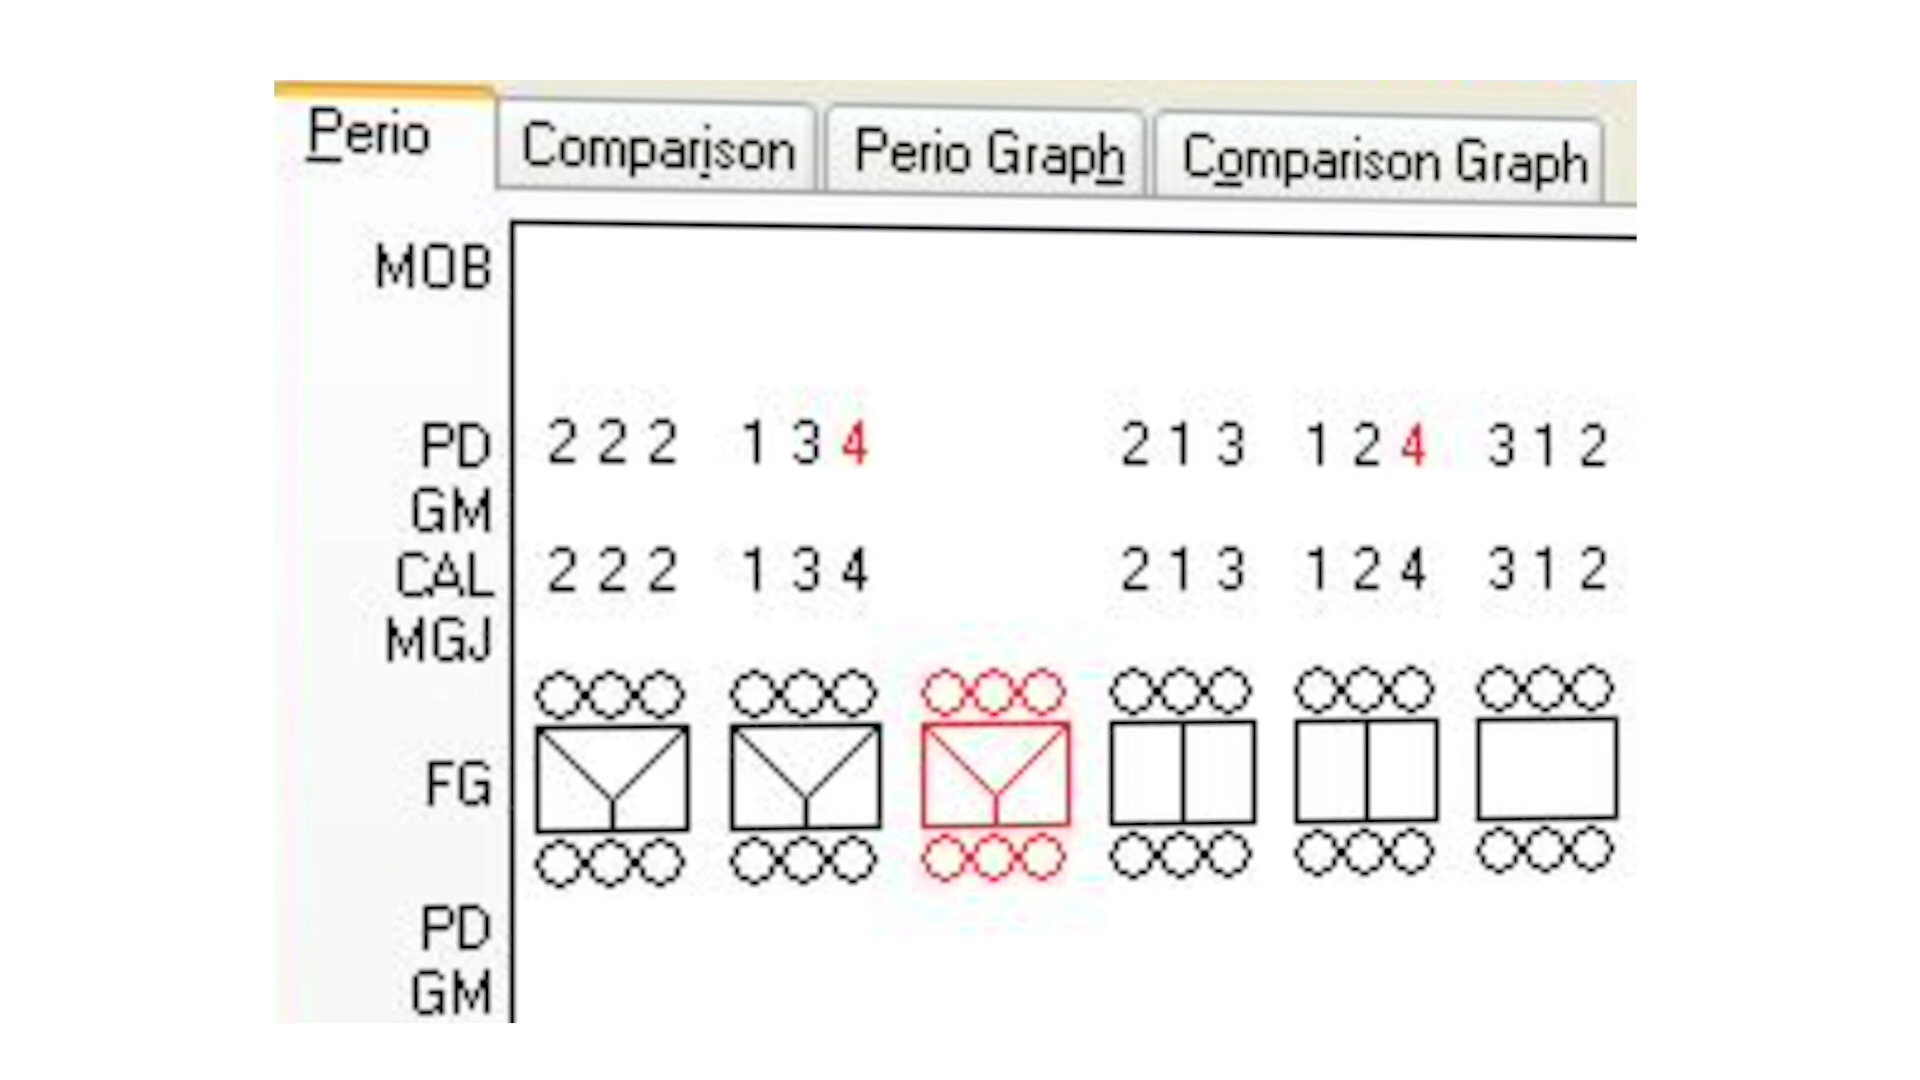 Perio Comparison Perio Graph Comparison Graph
MOB
PD 2 2 2 1 3 4 2 1 3 1 2 4 3 1 2
GM
CAL 2 2 2 1 3 4 2 1 3 1 2 4 3 1 2
MGJ
FG
PD
GM